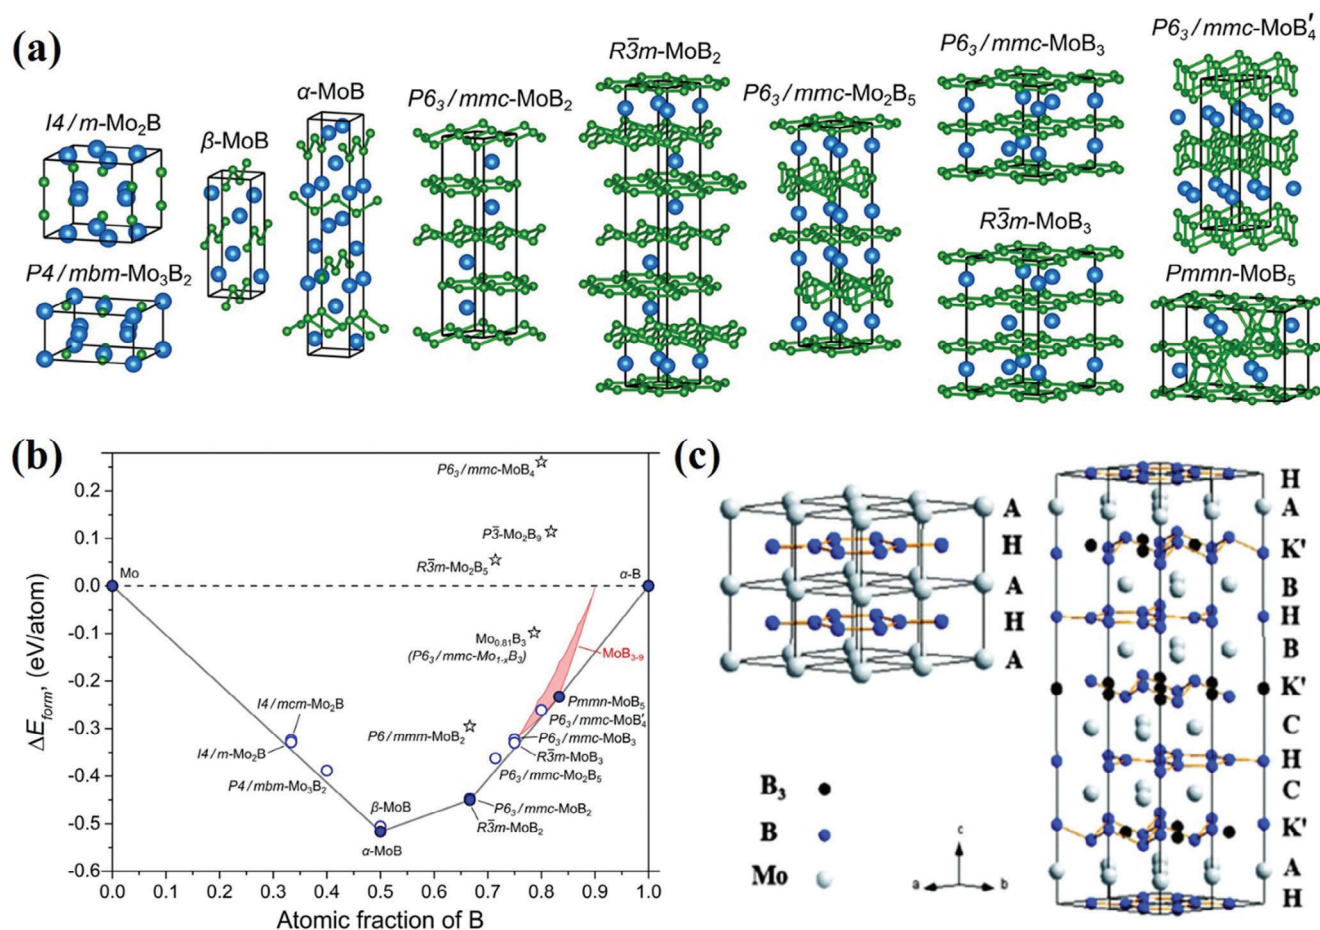 (a)
I4/m-Mo₂B
β-MoB
α-MoB
P6₃/mmc-MoB₂
R3̅m-MoB₂
P6₃/mmc-Mo₂B₅
P6₃/mmc-MoB₃
P6₃/mmc-MoB₄′
P4/mbm-Mo₃B₂
R3̅m-MoB₃
Pmmn-MoB₅
(b)
ΔE_form, (eV/atom)
0.2
0.1
0.0
-0.1
-0.2
-0.3
-0.4
-0.5
-0.6
P6₃/mmc-MoB₄
P3̅-Mo₂B₉
R3̅m-Mo₂B₅
Mo
α-B
Mo₀.₈₁B₃
(P6₃/mmc-Mo₁₋ₓB₃)
MoB₃₋₉
I4/mcm-Mo₂B
I4/m-Mo₂B
P6/mmm-MoB₂
Pmmn-MoB₅
P6₃/mmc-MoB₄′
P6₃/mmc-MoB₃
R3̅m-MoB₃
P6₃/mmc-Mo₂B₅
P4/mbm-Mo₃B₂
β-MoB
α-MoB
P6₃/mmc-MoB₂
R3̅m-MoB₂
0.0 0.1 0.2 0.3 0.4 0.5 0.6 0.7 0.8 0.9 1.0
Atomic fraction of B
(c)
A
H
A
H
A
B₃
B
Mo
c
a
b
H
A
K'
B
H
B
K'
C
H
C
K'
A
H